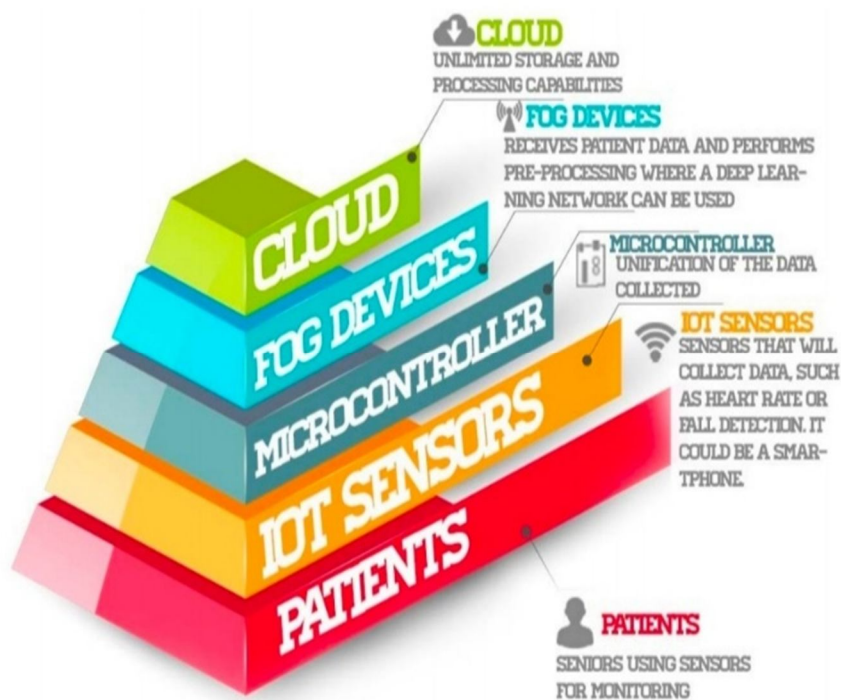 CLOUD
UNLIMITED STORAGE AND
PROCESSING CAPABILITIES
FOG DEVICES
RECEIVES PATIENT DATA AND PERFORMS
PRE-PROCESSING WHERE A DEEP LEAR-
NING NETWORK CAN BE USED
MICROCONTROLLER
UNIFICATION OF THE DATA
COLLECTED
IOT SENSORS
SENSORS THAT WILL
COLLECT DATA, SUCH
AS HEART RATE OR
FALL DETECTION. IT
COULD BE A SMAR-
TPHONE.
CLOUD
FOG DEVICES
MICROCONTROLLER
IOT SENSORS
PATIENTS
PATIENTS
SENIORS USING SENSORS
FOR MONITORING